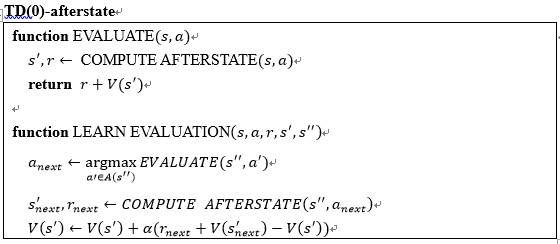 TD(0)-afterstate↵
function EVALUATE(s, a)↵
s′, r ← COMPUTE AFTERSTATE(s, a)↵
return r + V(s′)↵
↵
function LEARN EVALUATION(s, a, r, s′, s′′)↵
a_next ← argmax_{a′∈A(s′′)} EVALUATE(s′′, a′)↵
s′_next, r_next ← COMPUTE AFTERSTATE(s′′, a_next)↵
V(s′) ← V(s′) + α(r_next + V(s′_next) − V(s′))↵